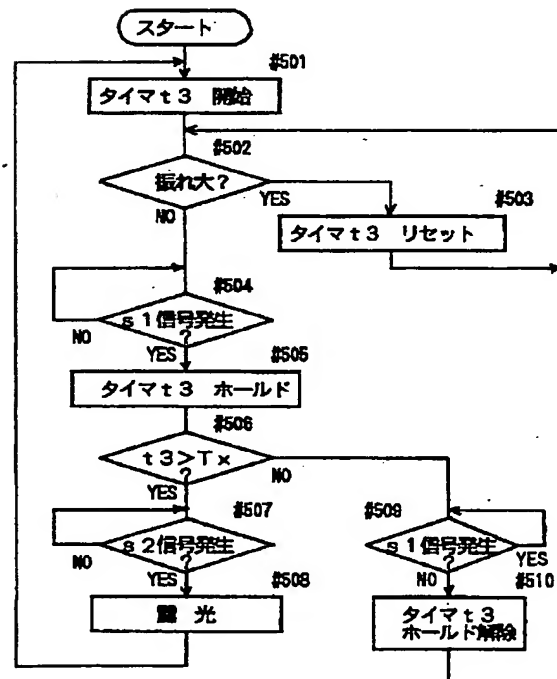 スタート
#501
タイマt3 開始
#502
振れ大?
YES
NO
#503
タイマt3 リセット
#504
s1信号発生
?
NO
YES
#505
タイマt3 ホールド
#506
t3>Tx
?
NO
YES
#507
s2信号発生
?
NO
YES
#508
露光
#509
s1信号発生
?
YES
NO
#510
タイマt3
ホールド解除